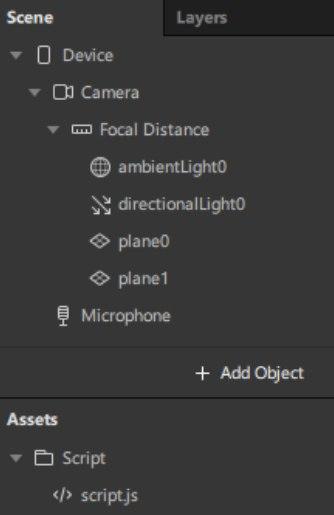 Scene Layers
Device
Camera
Focal Distance
ambientLight0
directionalLight0
plane0
plane1
Microphone
+ Add Object
Assets
Script
</> script.js